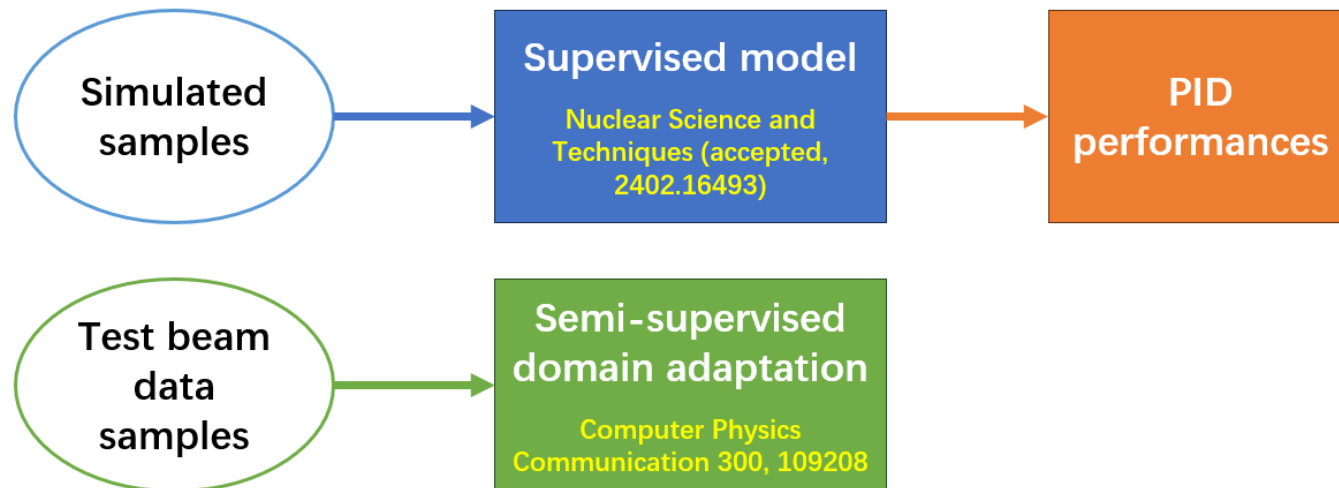 Simulated
samples
Supervised model
Nuclear Science and
Techniques (accepted,
2402.16493)
PID
performances
Test beam
data
samples
Semi-supervised
domain adaptation
Computer Physics
Communication 300, 109208